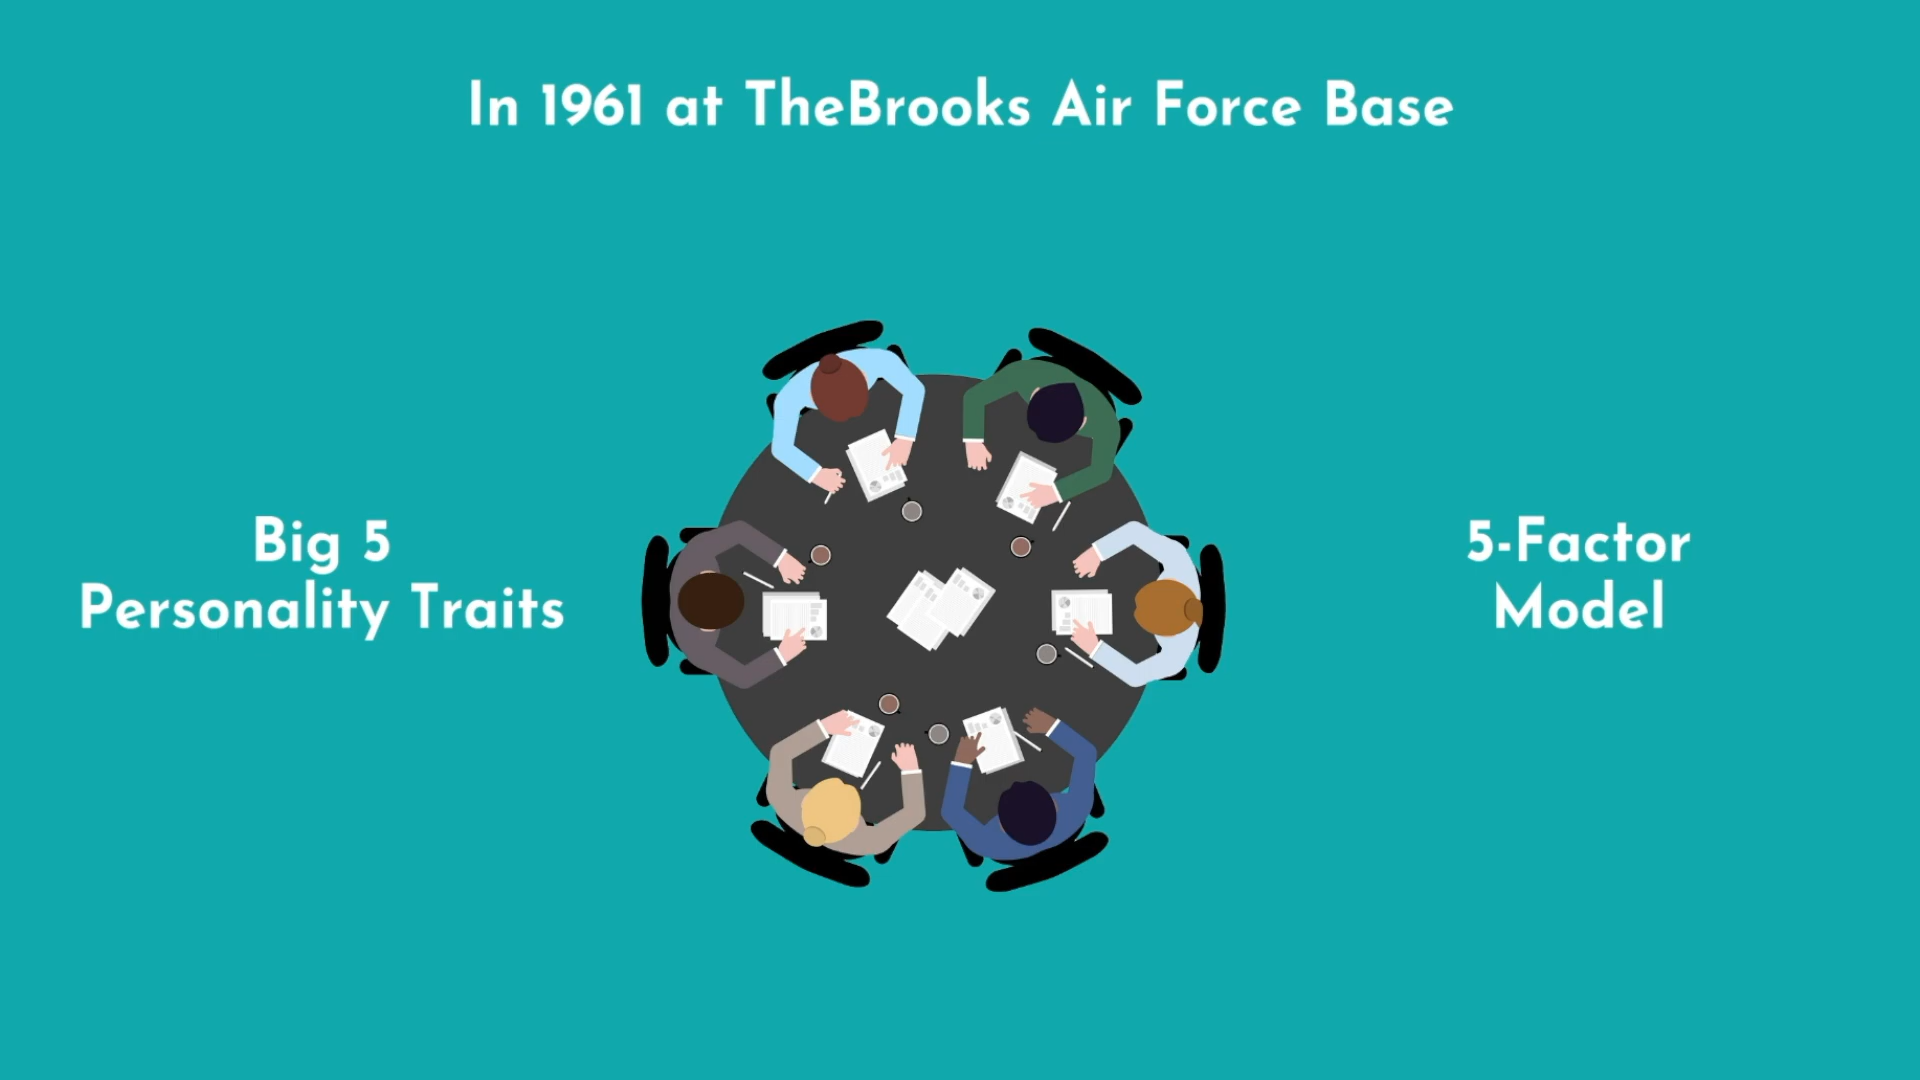 In 1961 at TheBrooks Air Force Base
Big 5
Personality Traits
5-Factor
Model